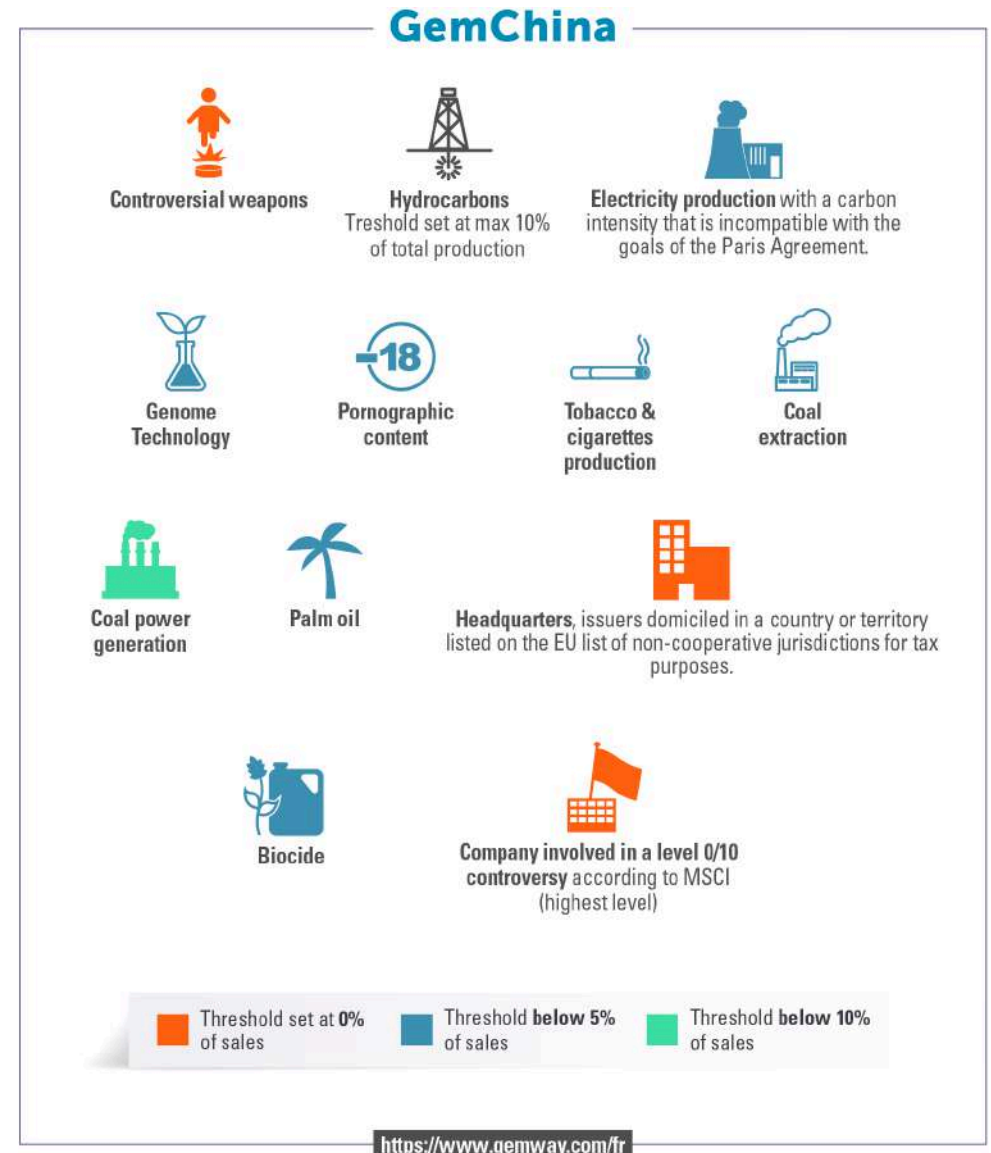 GemChina
Controversial weapons
Hydrocarbons
Treshold set at max 10%
of total production
Electricity production with a carbon
intensity that is incompatible with the
goals of the Paris Agreement.
Genome
Technology
-18
Pornographic
content
Tobacco &
cigarettes
production
Coal
extraction
Coal power
generation
Palm oil
Headquarters, issuers domiciled in a country or territory
listed on the EU list of non-cooperative jurisdictions for tax
purposes.
Biocide
Company involved in a level 0/10
controversy according to MSCI
(highest level)
Threshold set at 0%
of sales
Threshold below 5%
of sales
Threshold below 10%
of sales
https://www.gemway.com/fr